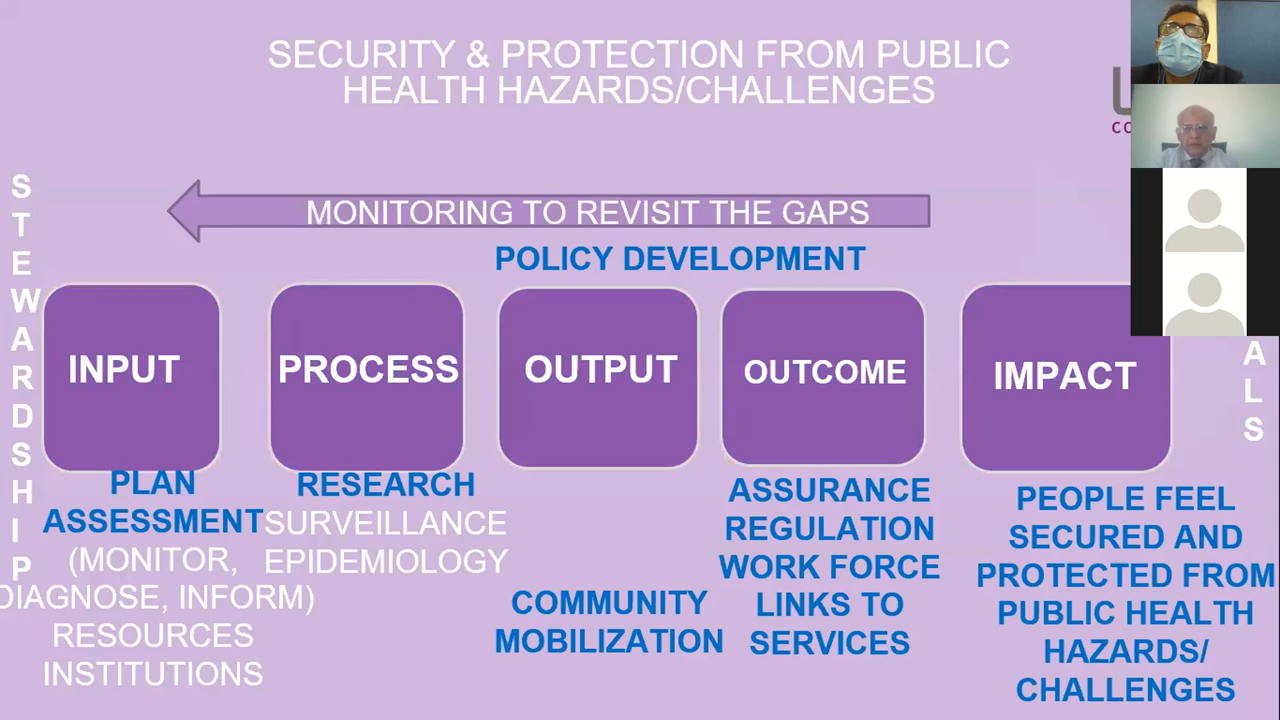 SECURITY & PROTECTION FROM PUBLIC
HEALTH HAZARDS/CHALLENGES
STEWARDSHIP
MONITORING TO REVISIT THE GAPS
POLICY DEVELOPMENT
INPUT
PROCESS
OUTPUT
OUTCOME
IMPACT
PLAN
ASSESSMENT
(MONITOR,
DIAGNOSE, INFORM)
RESOURCES
INSTITUTIONS
RESEARCH
SURVEILLANCE
EPIDEMIOLOGY
COMMUNITY
MOBILIZATION
ASSURANCE
REGULATION
WORK FORCE
LINKS TO
SERVICES
PEOPLE FEEL
SECURED AND
PROTECTED FROM
PUBLIC HEALTH
HAZARDS/
CHALLENGES
ALS